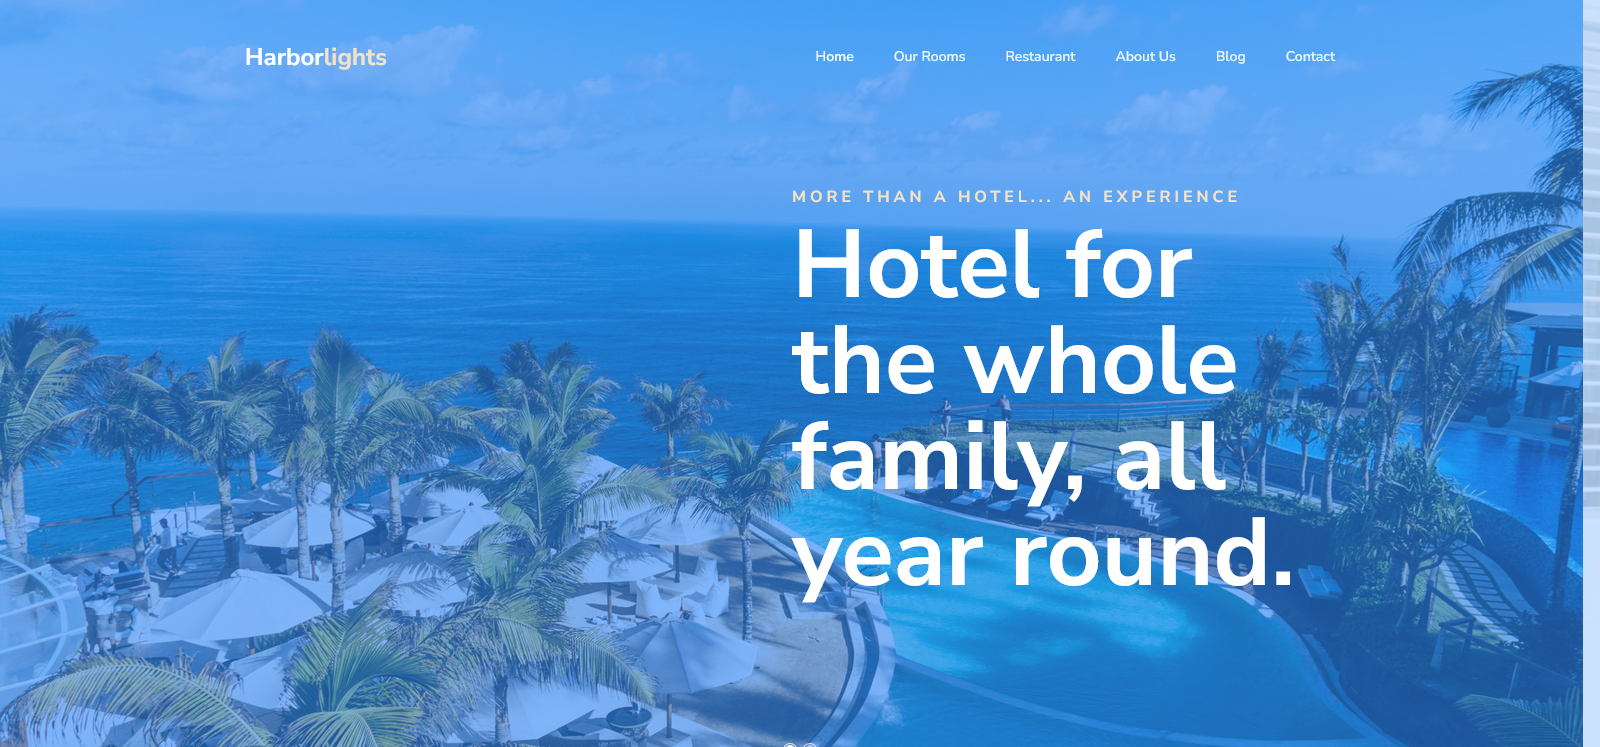 Harborlights
Home
Our Rooms
Restaurant
About Us
Blog
Contact
MORE THAN A HOTEL... AN EXPERIENCE
Hotel for
the whole
family, all
year round.